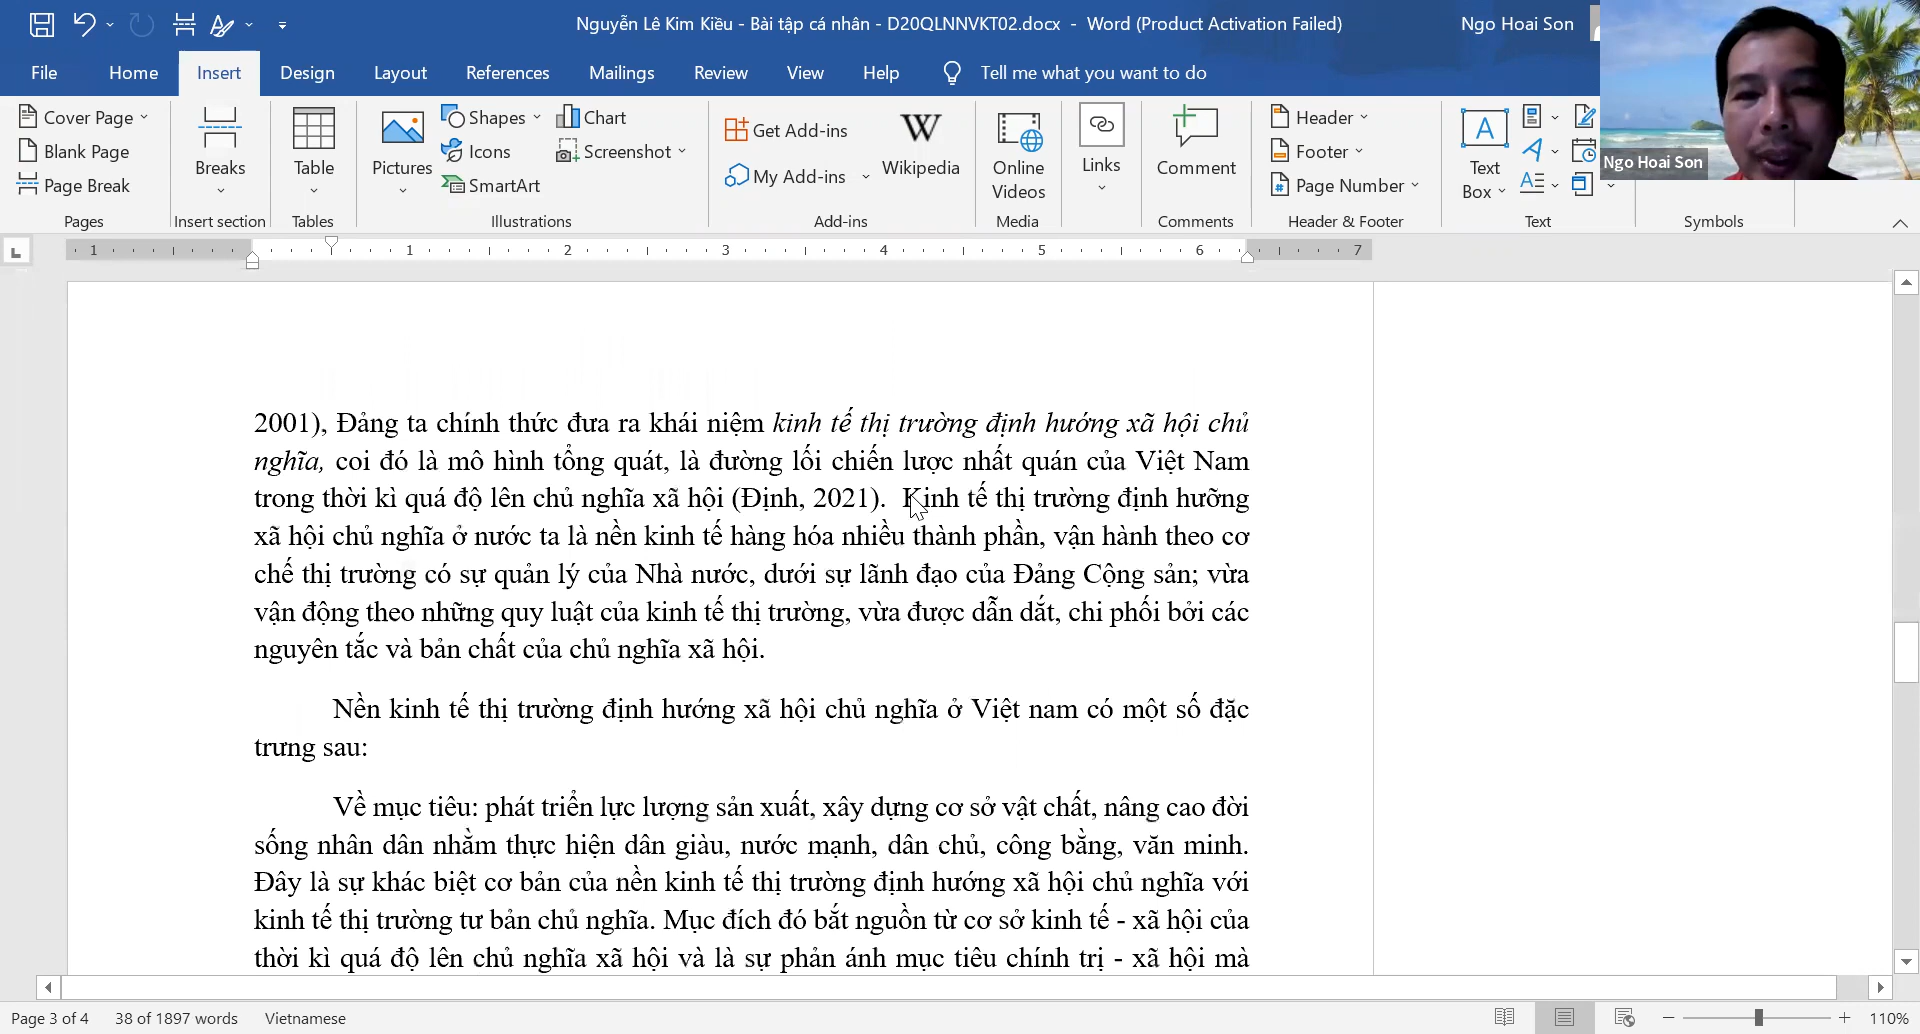 Nguyễn Lê Kim Kiều - Bài tập cá nhân - D20QLNNVKT02.docx - Word (Product Activation Failed)
Ngo Hoai Son
File Home Insert Design Layout References Mailings Review View Help Tell me what you want to do
Cover Page
Blank Page
Page Break
Pages
Breaks
Insert section
Table
Tables
Pictures
Shapes
Icons
SmartArt
Chart
Screenshot
Illustrations
Get Add-ins
My Add-ins
W
Wikipedia
Add-ins
Online
Videos
Media
Links
Comment
Comments
Header
Footer
Page Number
Header & Footer
A
Text
Box
Text
Symbols
Ngo Hoai Son
1 1 2 3 4 5 6 7
2001), Đảng ta chính thức đưa ra khái niệm kinh tế thị trường định hướng xã hội chủ
nghĩa, coi đó là mô hình tổng quát, là đường lối chiến lược nhất quán của Việt Nam
trong thời kì quá độ lên chủ nghĩa xã hội (Định, 2021). Kinh tế thị trường định hưỡng
xã hội chủ nghĩa ở nước ta là nền kinh tế hàng hóa nhiều thành phần, vận hành theo cơ
chế thị trường có sự quản lý của Nhà nước, dưới sự lãnh đạo của Đảng Cộng sản; vừa
vận động theo những quy luật của kinh tế thị trường, vừa được dẫn dắt, chi phối bởi các
nguyên tắc và bản chất của chủ nghĩa xã hội.
Nền kinh tế thị trường định hướng xã hội chủ nghĩa ở Việt nam có một số đặc
trưng sau:
Về mục tiêu: phát triển lực lượng sản xuất, xây dựng cơ sở vật chất, nâng cao đời
sống nhân dân nhằm thực hiện dân giàu, nước mạnh, dân chủ, công bằng, văn minh.
Đây là sự khác biệt cơ bản của nền kinh tế thị trường định hướng xã hội chủ nghĩa với
kinh tế thị trường tư bản chủ nghĩa. Mục đích đó bắt nguồn từ cơ sở kinh tế - xã hội của
thời kì quá độ lên chủ nghĩa xã hội và là sự phản ánh mục tiêu chính trị - xã hội mà
Page 3 of 4 38 of 1897 words Vietnamese 110%